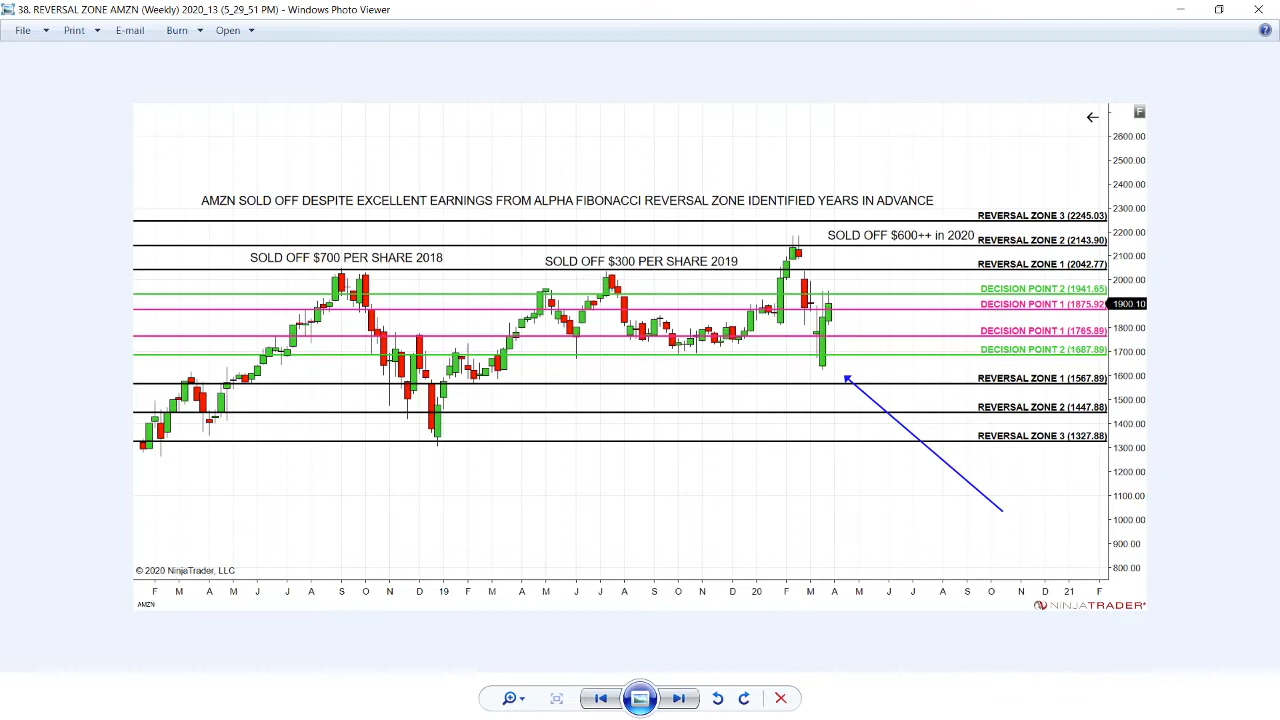 38. REVERSAL ZONE AMZN (Weekly) 2020_13 (5_29_51 PM) - Windows Photo Viewer
File Print E-mail Burn Open
F
2600.00
2500.00
2400.00
AMZN SOLD OFF DESPITE EXCELLENT EARNINGS FROM ALPHA FIBONACCI REVERSAL ZONE IDENTIFIED YEARS IN ADVANCE
2300.00
REVERSAL ZONE 3 (2245.03)
2200.00
SOLD OFF $600++ in 2020
REVERSAL ZONE 2 (2143.90)
2100.00
SOLD OFF $700 PER SHARE 2018
SOLD OFF $300 PER SHARE 2019
REVERSAL ZONE 1 (2042.77)
2000.00
DECISION POINT 2 (1941.65)
DECISION POINT 1 (1875.92)
1900.10
1800.00
DECISION POINT 1 (1765.89)
DECISION POINT 2 (1687.89)
1700.00
1600.00
REVERSAL ZONE 1 (1567.89)
1500.00
REVERSAL ZONE 2 (1447.88)
1400.00
REVERSAL ZONE 3 (1327.88)
1300.00
1200.00
1100.00
1000.00
900.00
800.00
© 2020 NinjaTrader, LLC
F M A M J J A S O N D 19 F M A M J J A S O N D 20 F M A M J J A S O N D 21 F
AMZN
NINJATRADER